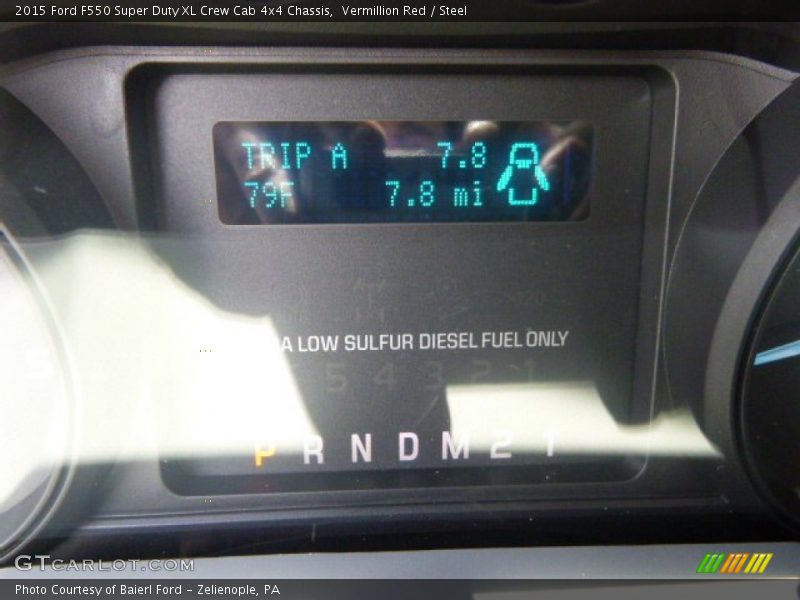 2015 Ford F550 Super Duty XL Crew Cab 4x4 Chassis,  Vermillion Red / Steel
TRIP A 7.8
79F 7.8 mi
LOW SULFUR DIESEL FUEL ONLY
5 4 3 2 1
P R N D M 2 1
GTCARLOT.COM
Photo Courtesy of Baierl Ford - Zelienople, PA